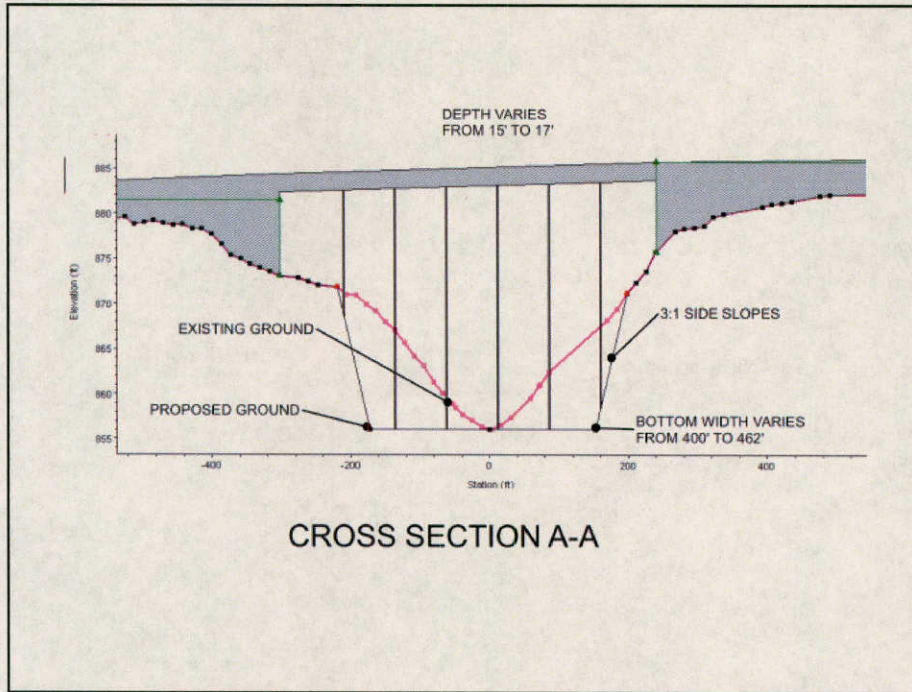 DEPTH VARIES
FROM 15' TO 17'
885
880
875
870
865
860
855
Elevation (ft)
EXISTING GROUND
3:1 SIDE SLOPES
PROPOSED GROUND
BOTTOM WIDTH VARIES
FROM 400' TO 462'
-400
-200
0
200
400
Station (ft)
CROSS SECTION A-A